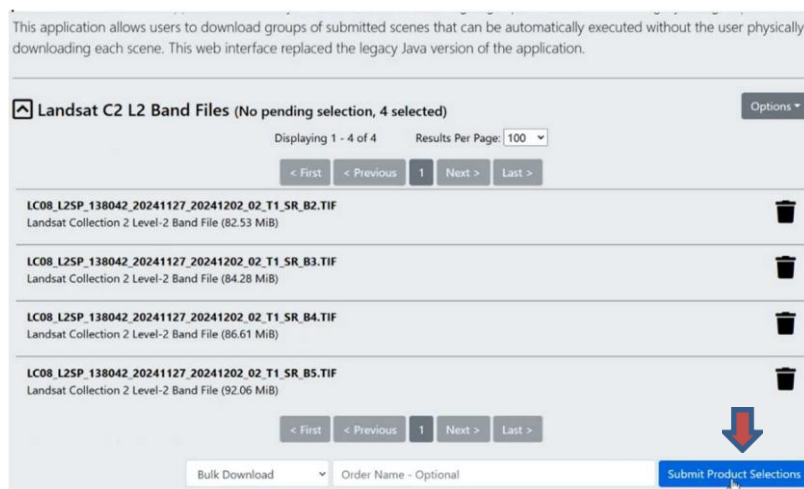 This application allows users to download groups of submitted scenes that can be automatically executed without the user physically
downloading each scene. This web interface replaced the legacy Java version of the application.
Landsat C2 L2 Band Files (No pending selection, 4 selected)
Options
Displaying 1 - 4 of 4 Results Per Page: 100
< First < Previous 1 Next > Last >
LC08_L2SP_138042_20241127_20241202_02_T1_SR_B2.TIF
Landsat Collection 2 Level-2 Band File (82.53 MiB)
LC08_L2SP_138042_20241127_20241202_02_T1_SR_B3.TIF
Landsat Collection 2 Level-2 Band File (84.28 MiB)
LC08_L2SP_138042_20241127_20241202_02_T1_SR_B4.TIF
Landsat Collection 2 Level-2 Band File (86.61 MiB)
LC08_L2SP_138042_20241127_20241202_02_T1_SR_B5.TIF
Landsat Collection 2 Level-2 Band File (92.06 MiB)
< First < Previous 1 Next > Last >
Bulk Download Order Name - Optional Submit Product Selections